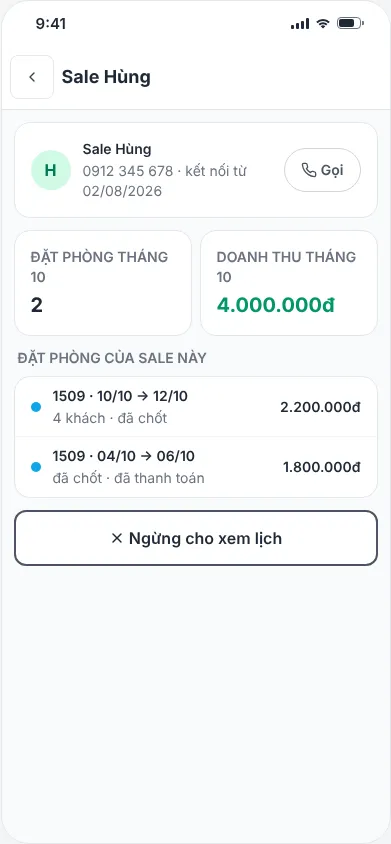 9:41
Sale Hùng
H
Sale Hùng
0912 345 678 · kết nối từ
02/08/2026
Gọi
ĐẶT PHÒNG THÁNG
10
2
DOANH THU THÁNG
10
4.000.000đ
ĐẶT PHÒNG CỦA SALE NÀY
1509 · 10/10 → 12/10
4 khách · đã chốt
2.200.000đ
1509 · 04/10 → 06/10
đã chốt · đã thanh toán
1.800.000đ
× Ngừng cho xem lịch